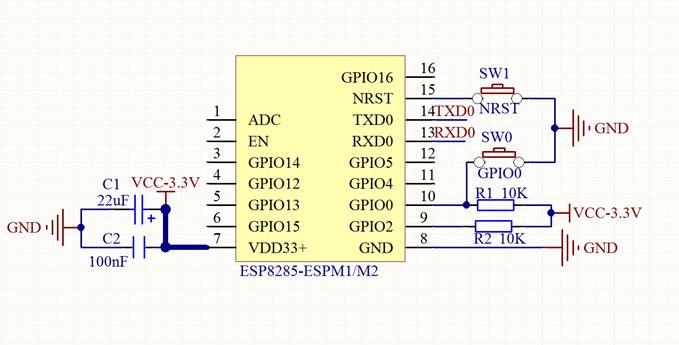 16
GPIO16
SW1
15
NRST
NRST
1
ADC
14
TXD0
TXD0
GND
2
EN
13
RXD0
RXD0
SW0
3
GPIO14
12
GPIO5
4
GPIO12
11
GPIO4
GPIO0
C1
VCC-3.3V
22uF
5
GPIO13
10
GPIO0
R1 10K
+
6
GPIO15
9
GPIO2
VCC-3.3V
GND
C2
7
VDD33+
8
GND
R2 10K
GND
100nF
ESP8285-ESPM1/M2